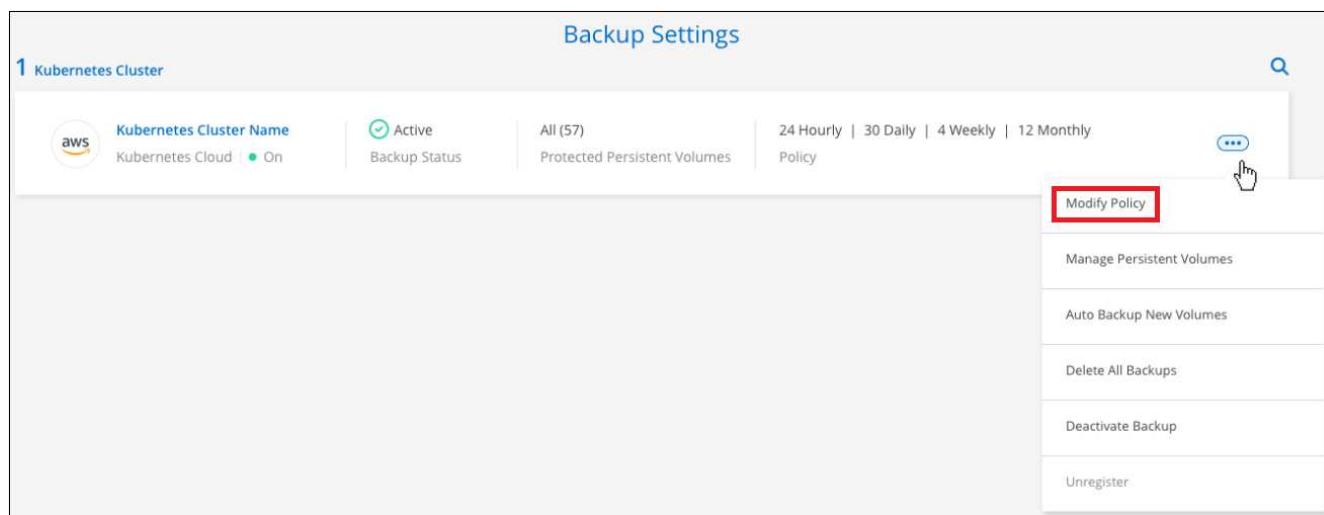 Backup Settings
1 Kubernetes Cluster
aws
Kubernetes Cluster Name
Kubernetes Cloud | On
Active
Backup Status
All (57)
Protected Persistent Volumes
24 Hourly | 30 Daily | 4 Weekly | 12 Monthly
Policy
Modify Policy
Manage Persistent Volumes
Auto Backup New Volumes
Delete All Backups
Deactivate Backup
Unregister